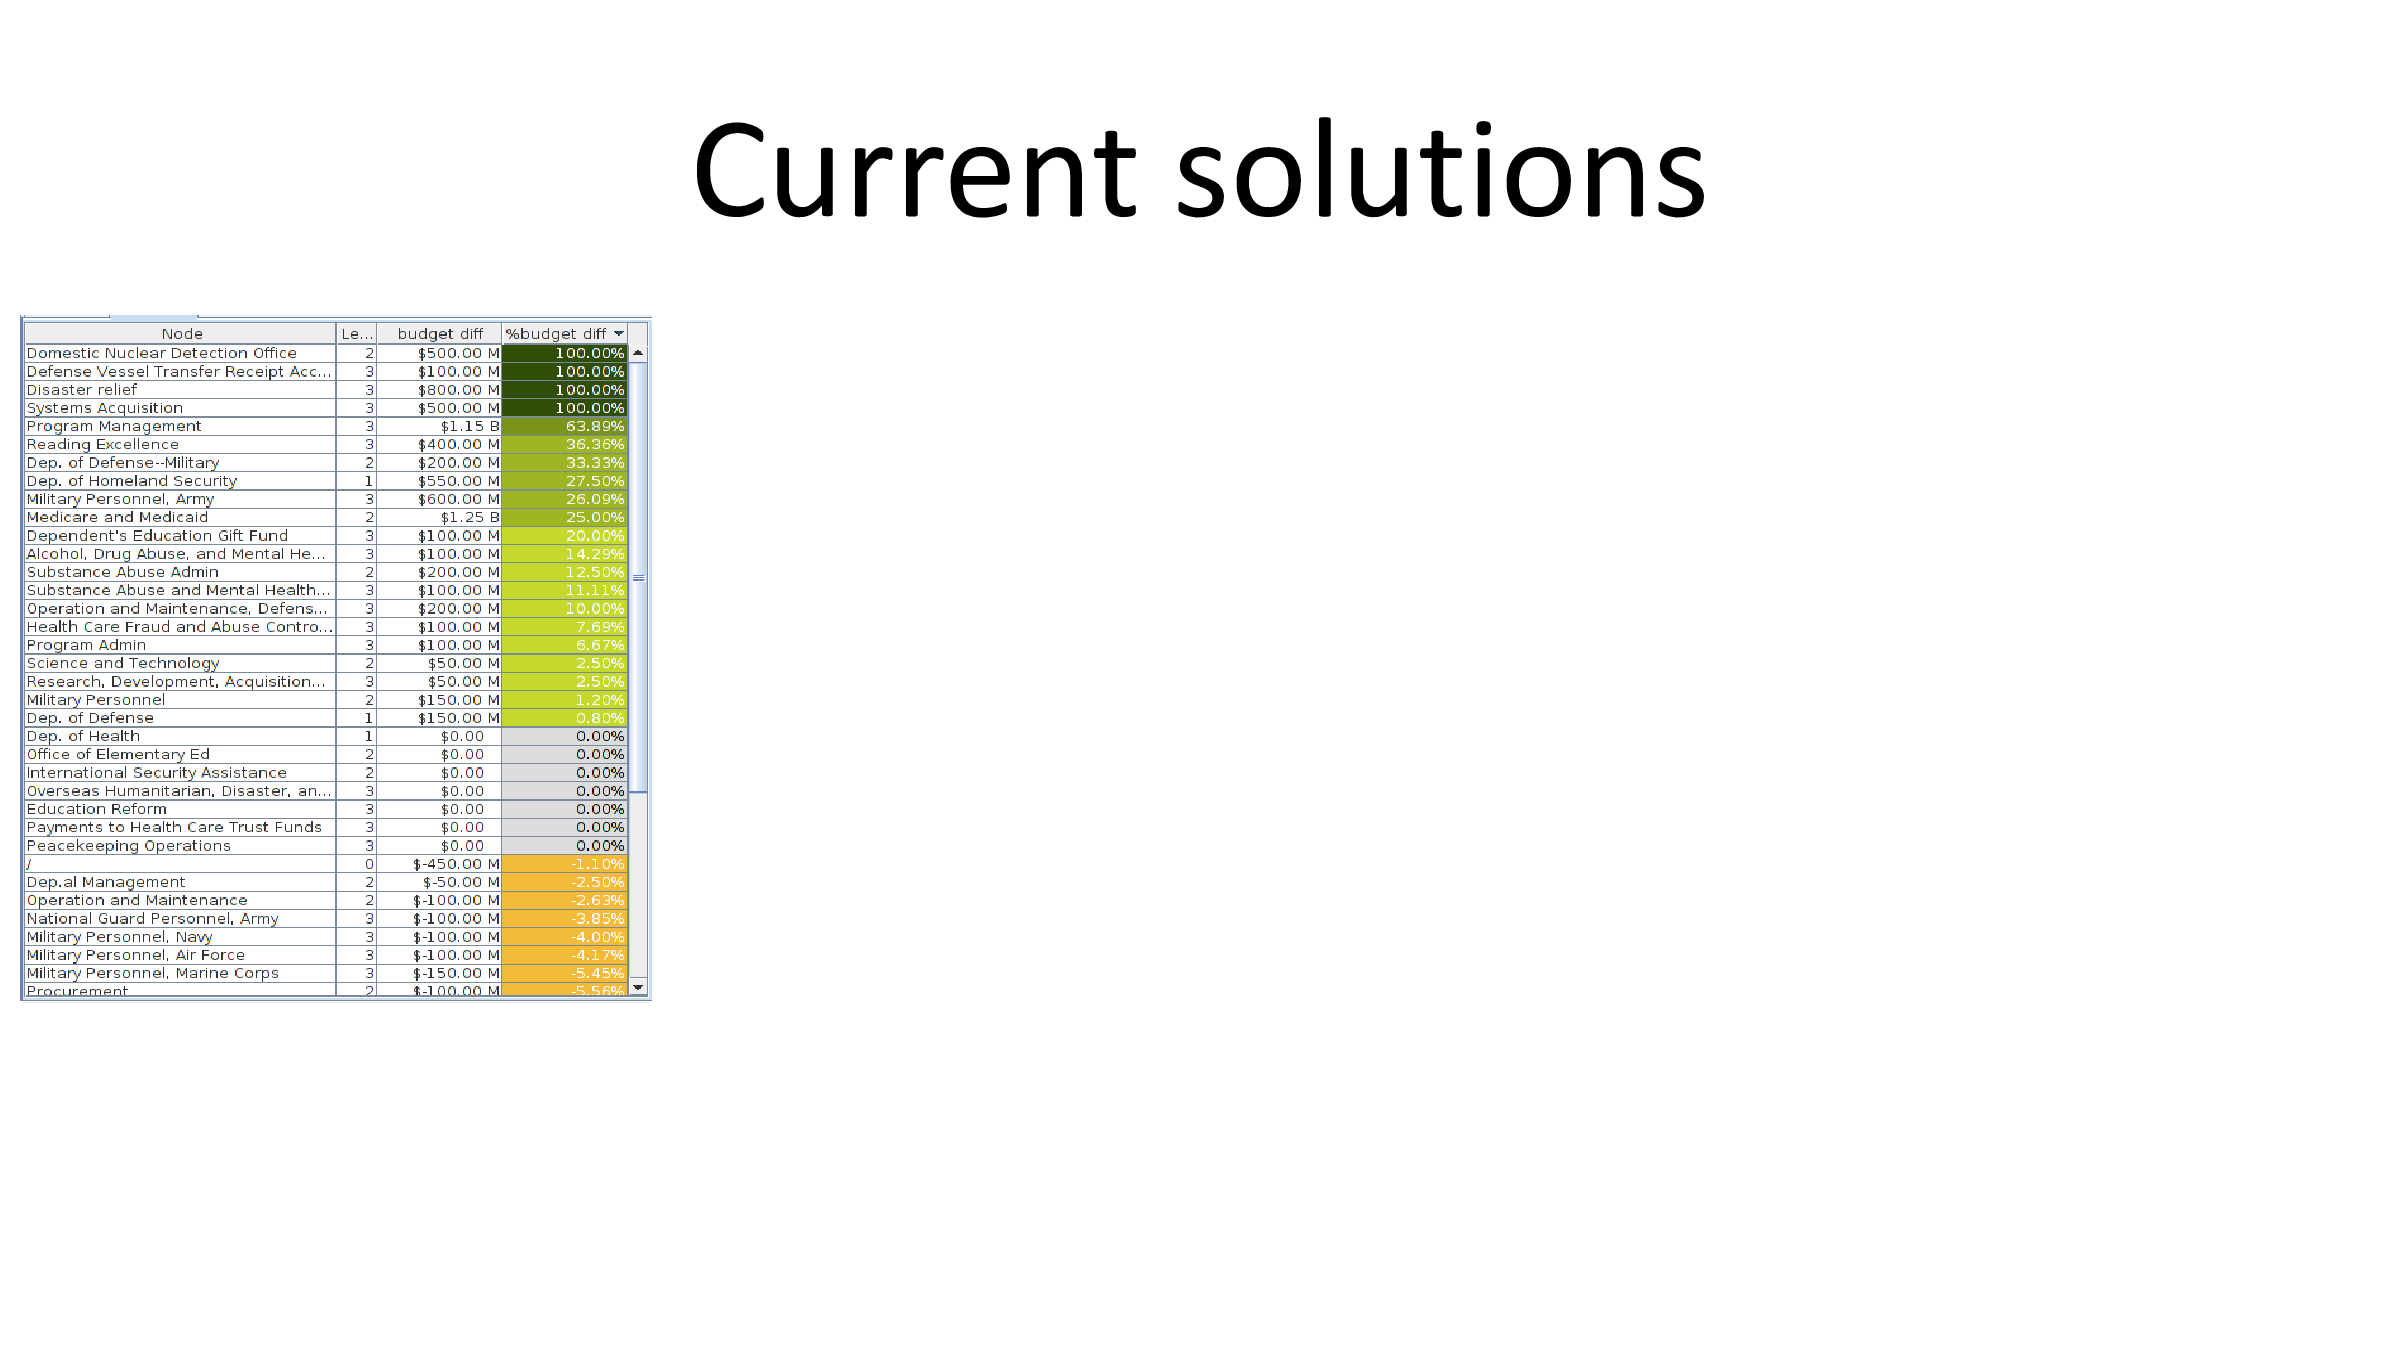 Current solutions
Node Le... budget diff %budget diff
Domestic Nuclear Detection Office 2 $500.00 M 100.00%
Defense Vessel Transfer Receipt Acc... 3 $100.00 M 100.00%
Disaster relief 3 $800.00 M 100.00%
Systems Acquisition 3 $500.00 M 100.00%
Program Management 3 $1.15 B 63.89%
Reading Excellence 3 $400.00 M 36.36%
Dep. of Defense--Military 2 $200.00 M 33.33%
Dep. of Homeland Security 1 $550.00 M 27.50%
Military Personnel, Army 3 $600.00 M 26.09%
Medicare and Medicaid 2 $1.25 B 25.00%
Dependent's Education Gift Fund 3 $100.00 M 20.00%
Alcohol, Drug Abuse, and Mental He... 3 $100.00 M 14.29%
Substance Abuse Admin 2 $200.00 M 12.50%
Substance Abuse and Mental Health... 3 $100.00 M 11.11%
Operation and Maintenance, Defens... 3 $200.00 M 10.00%
Health Care Fraud and Abuse Contro... 3 $100.00 M 7.69%
Program Admin 3 $100.00 M 6.67%
Science and Technology 2 $50.00 M 2.50%
Research, Development, Acquisition... 3 $50.00 M 2.50%
Military Personnel 2 $150.00 M 1.20%
Dep. of Defense 1 $150.00 M 0.80%
Dep. of Health 1 $0.00 0.00%
Office of Elementary Ed 2 $0.00 0.00%
International Security Assistance 2 $0.00 0.00%
Overseas Humanitarian, Disaster, an... 3 $0.00 0.00%
Education Reform 3 $0.00 0.00%
Payments to Health Care Trust Funds 3 $0.00 0.00%
Peacekeeping Operations 3 $0.00 0.00%
/ 0 $-450.00 M -1.10%
Dep.al Management 2 $-50.00 M -2.50%
Operation and Maintenance 2 $-100.00 M -2.63%
National Guard Personnel, Army 3 $-100.00 M -3.85%
Military Personnel, Navy 3 $-100.00 M -4.00%
Military Personnel, Air Force 3 $-100.00 M -4.17%
Military Personnel, Marine Corps 3 $-150.00 M -5.45%
Procurement 2 $-100.00 M -5.56%